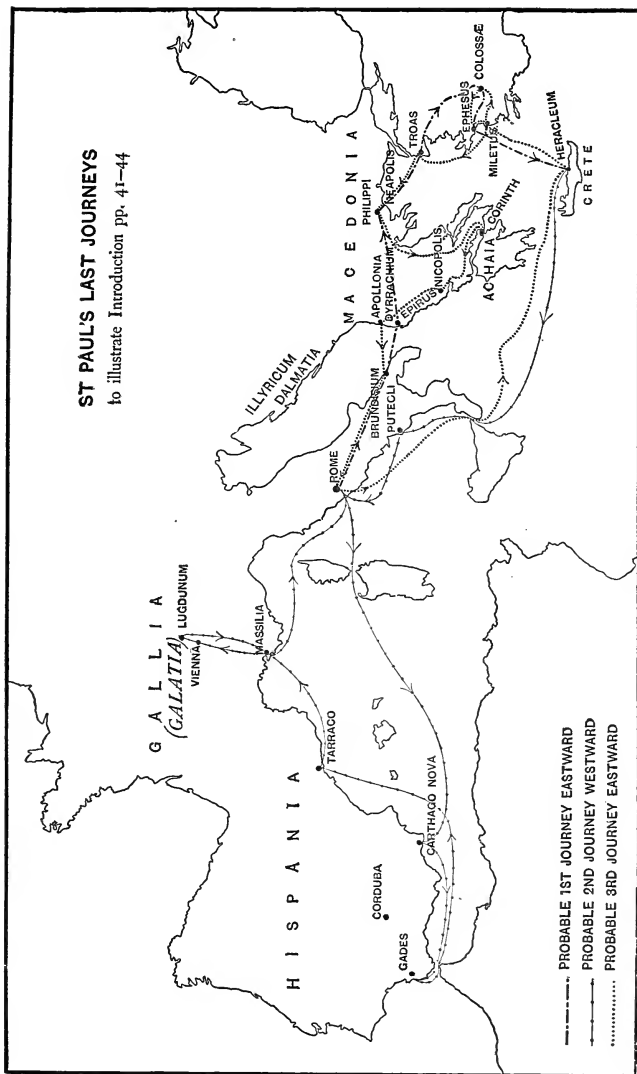 ST PAUL'S LAST JOURNEYS
to illustrate Introduction pp. 41–44
GALLIA
(GALATIA)
LUGDUNUM
VIENNA
MASSILIA
HISPANIA
TARRACO
CARTHAGO NOVA
CORDUBA
GADES
ROME
ILLYRICUM
DALMATIA
BRUNDISIUM
PUTEOLI
MACEDONIA
APOLLONIA
DYRRACHIUM
EPIRUS
NICOPOLIS
PHILIPPI
NEAPOLIS
TROAS
ACHAIA
CORINTH
EPHESUS
COLOSSÆ
MILETUS
HERACLEUM
CRETE
PROBABLE 1ST JOURNEY EASTWARD
PROBABLE 2ND JOURNEY WESTWARD
PROBABLE 3RD JOURNEY EASTWARD